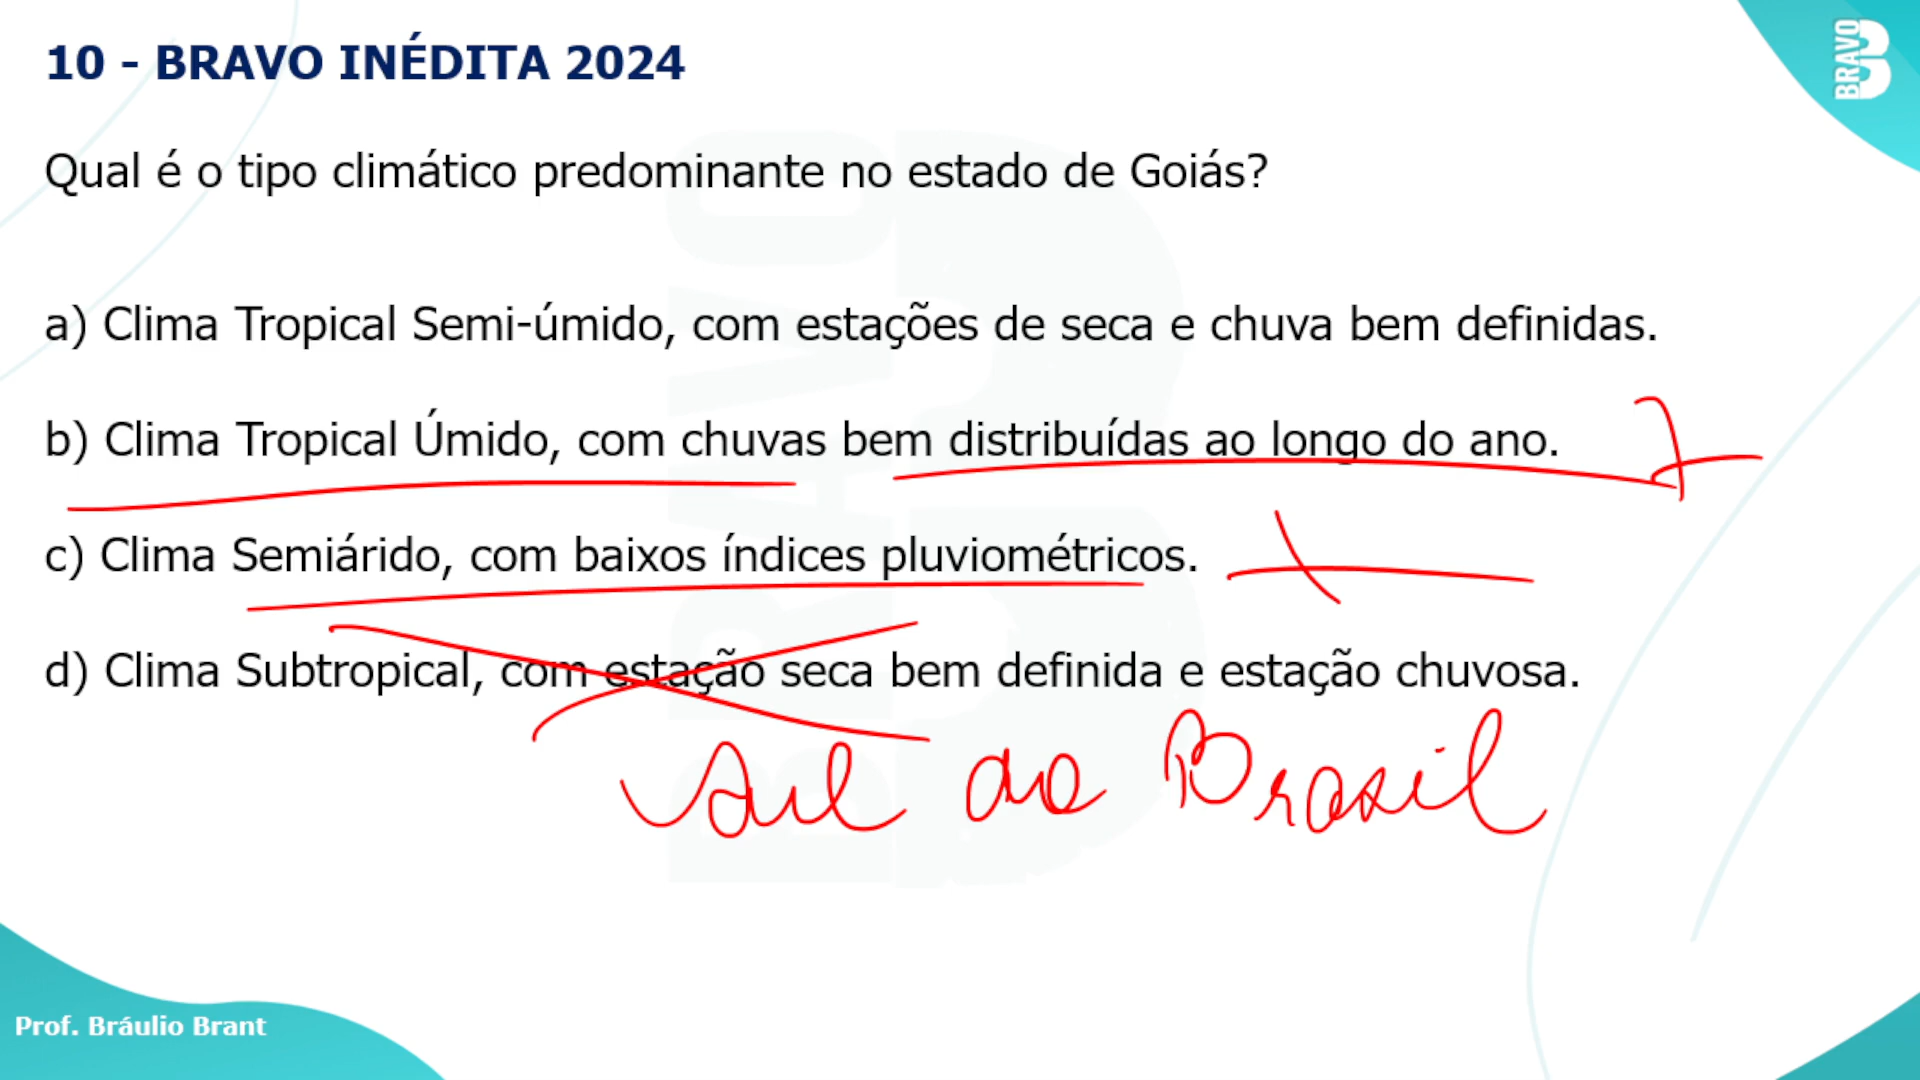 10 - BRAVO INÉDITA 2024
BRAVO
Qual é o tipo climático predominante no estado de Goiás?
a) Clima Tropical Semi-úmido, com estações de seca e chuva bem definidas.
b) Clima Tropical Úmido, com chuvas bem distribuídas ao longo do ano.
c) Clima Semiárido, com baixos índices pluviométricos.
d) Clima Subtropical, com estação seca bem definida e estação chuvosa.
Sul do Brasil
BRAVO
Prof. Bráulio Brant